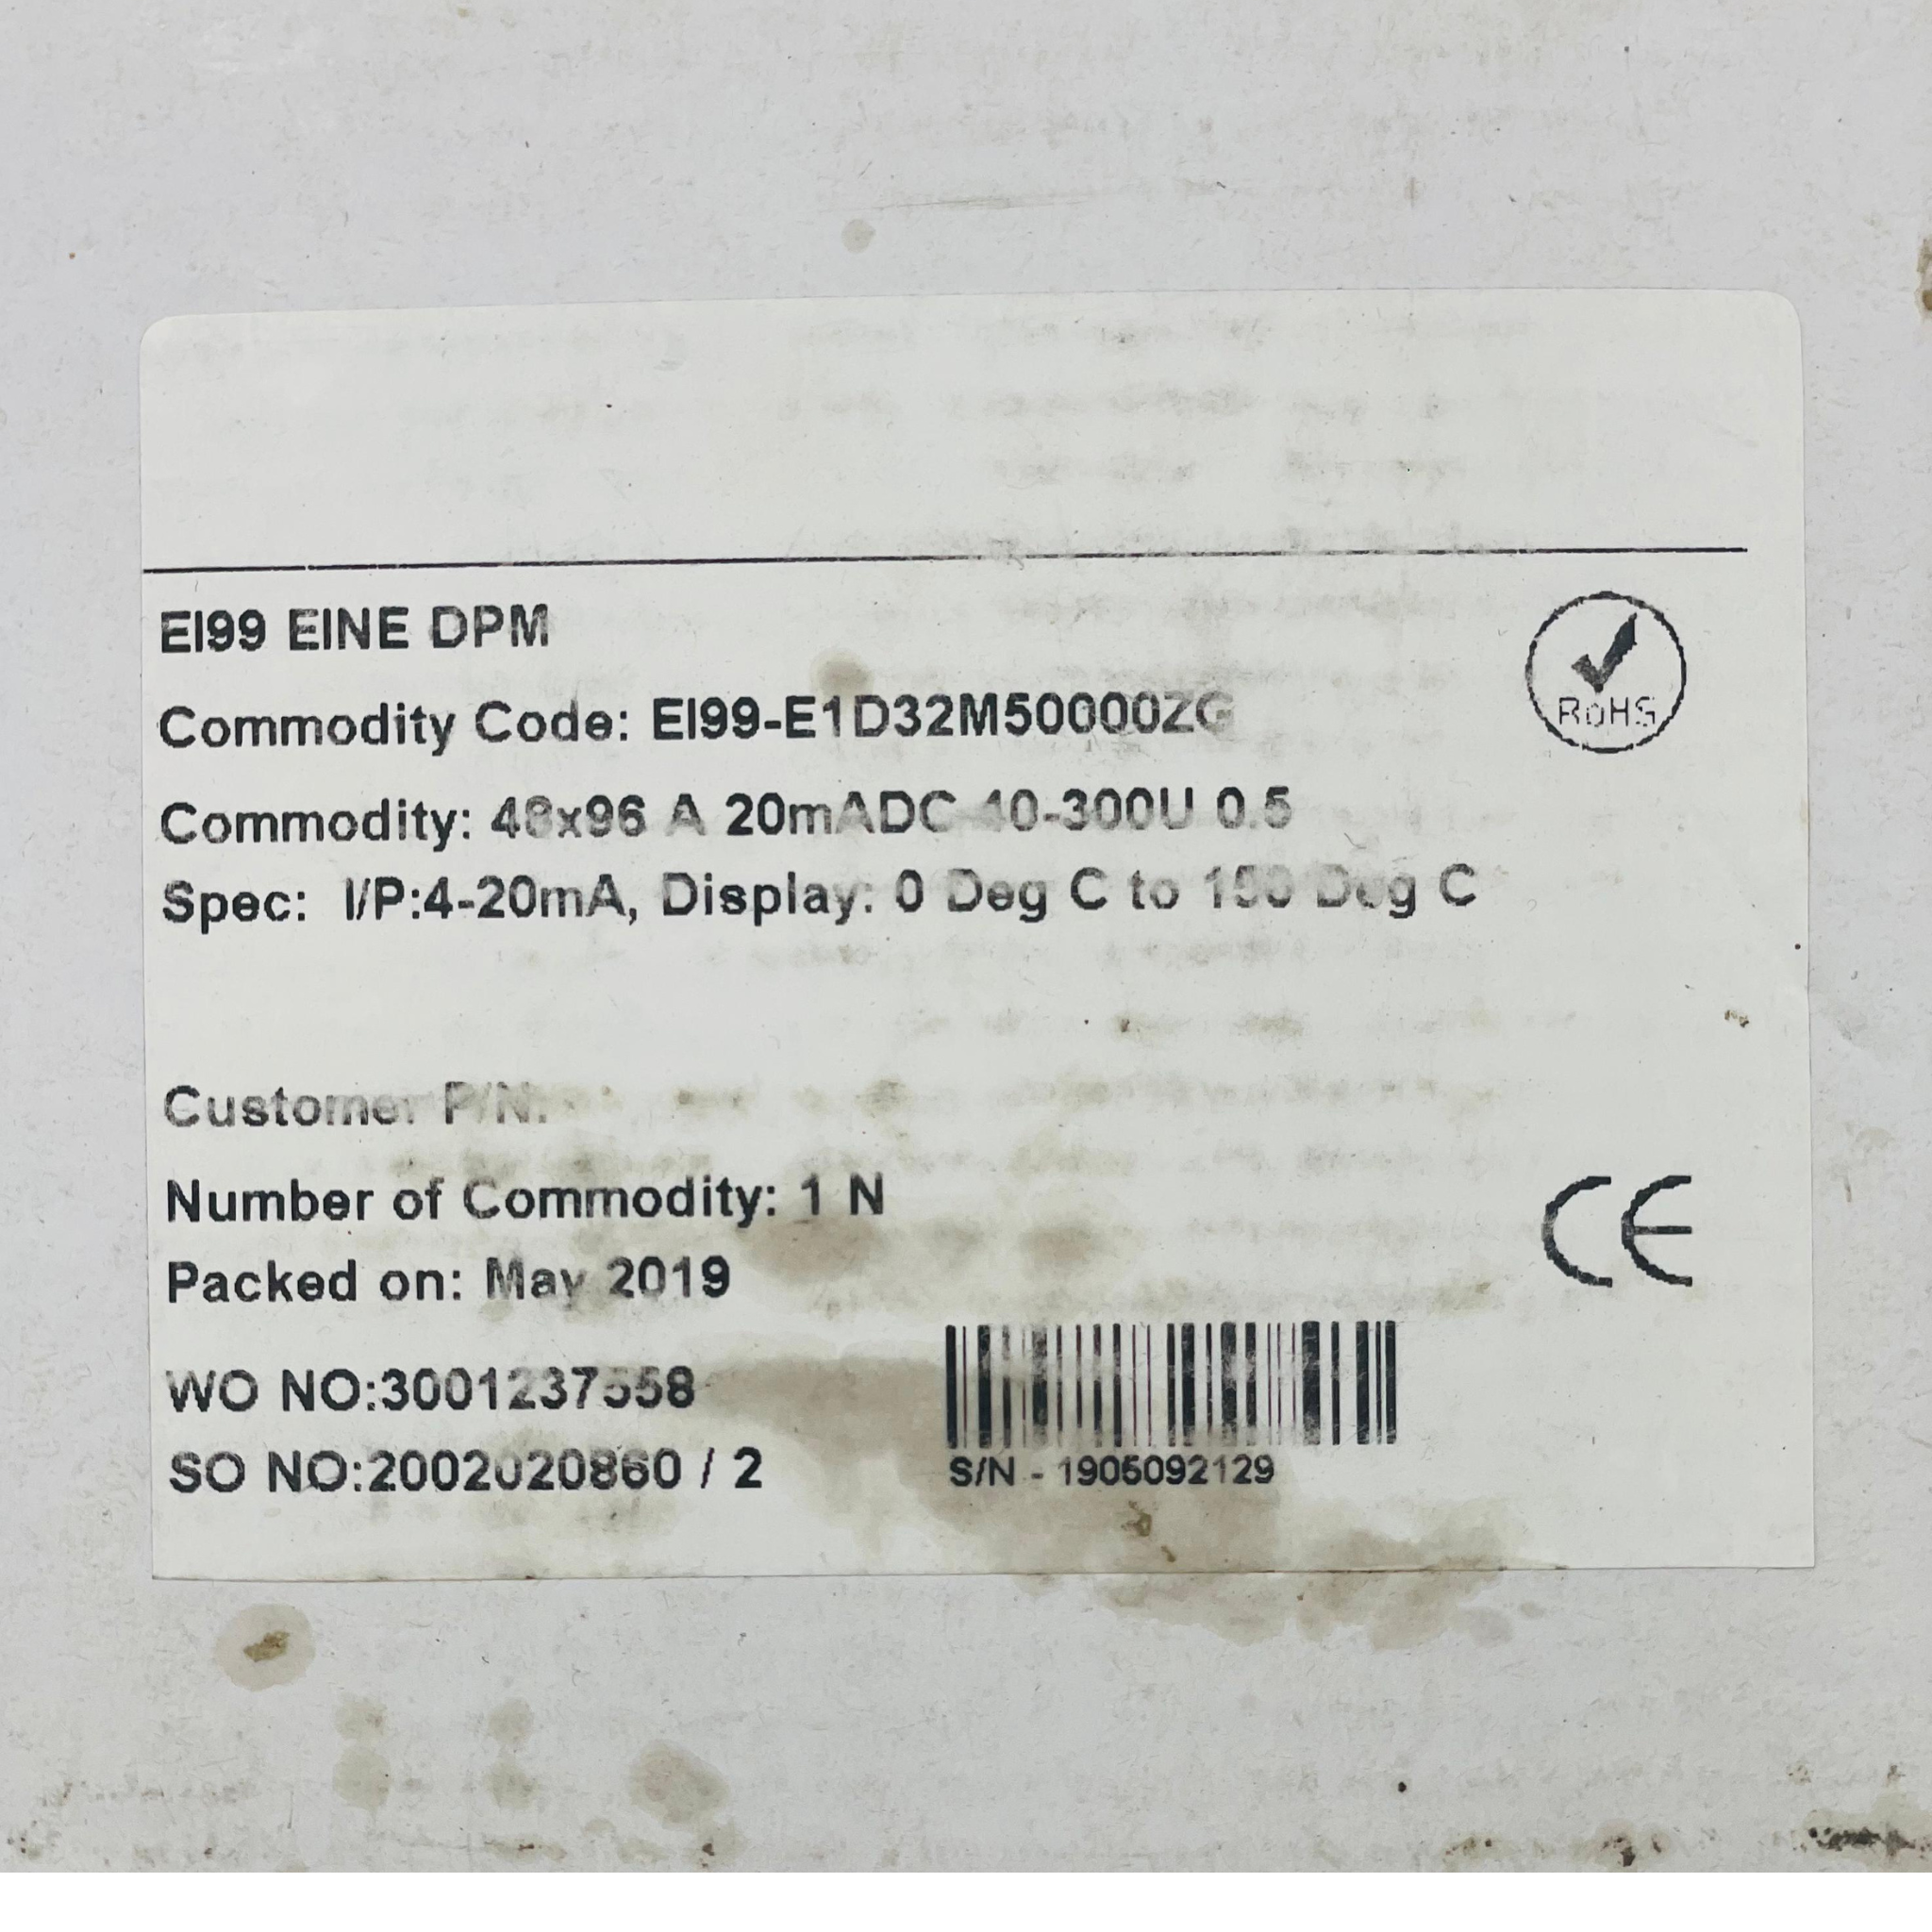 EI99 EINE DPM
RoHS
Commodity Code: EI99-E1D32M50000ZG
Commodity: 48x96 A 20mADC 40-300U 0.5
Spec: I/P:4-20mA, Display: 0 Deg C to 150 Deg C
Customer P/N:
Number of Commodity: 1 N
CE
Packed on: May 2019
WO NO:3001237558
SO NO:2002020860 / 2
S/N - 1905092129